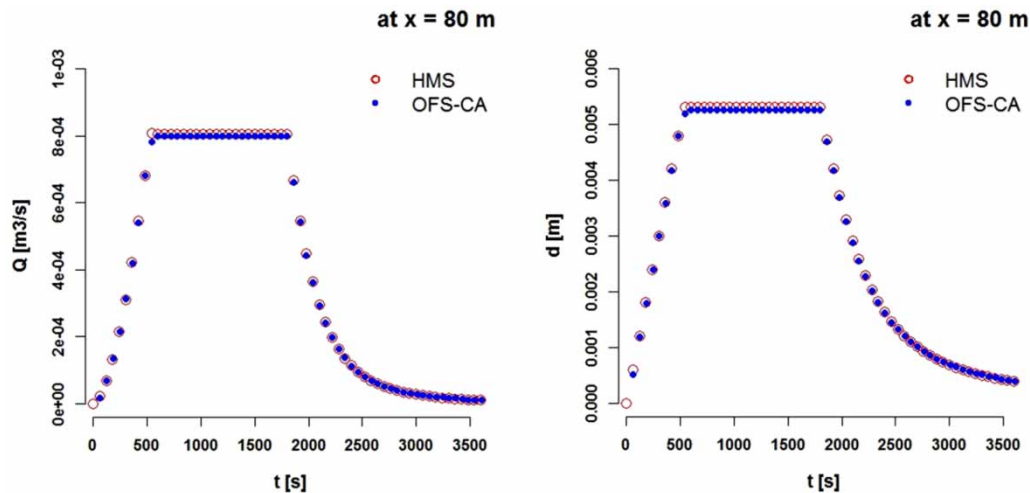 at x = 80 m
HMS
OFS-CA
Q [m3/s]
1e-03
8e-04
6e-04
4e-04
2e-04
0e+00
0 500 1000 1500 2000 2500 3000 3500
t [s]
at x = 80 m
HMS
OFS-CA
d [m]
0.006
0.005
0.004
0.003
0.002
0.001
0.000
0 500 1000 1500 2000 2500 3000 3500
t [s]